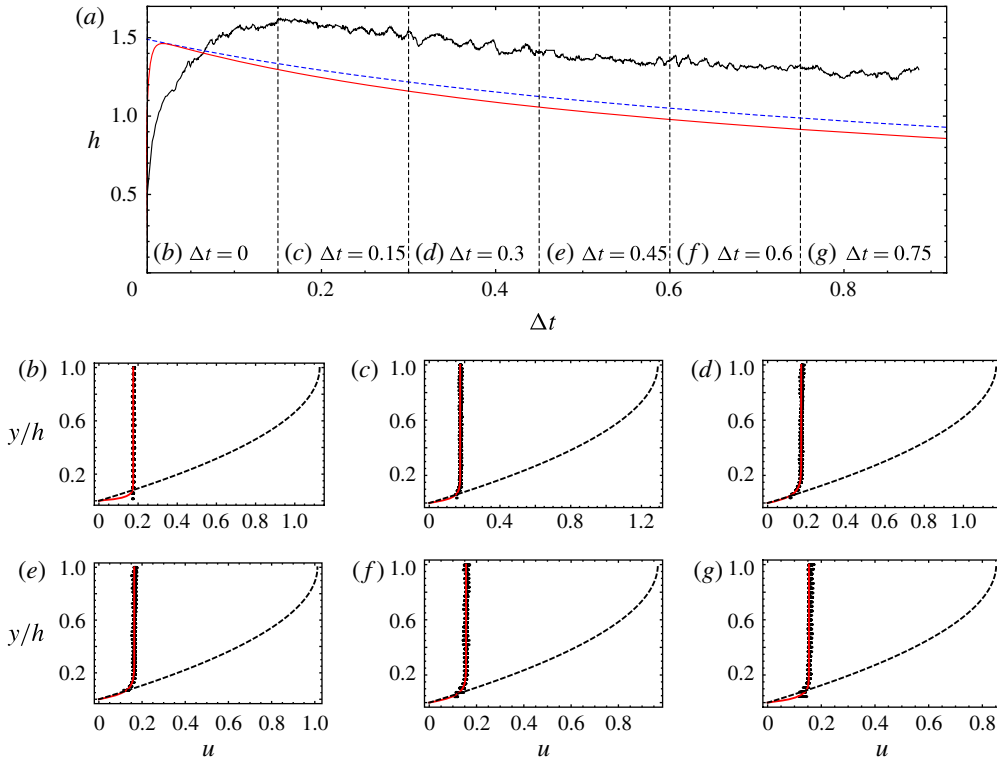 (a)
1.5
1.0
0.5
h
(b) Δt = 0
(c) Δt = 0.15
(d) Δt = 0.3
(e) Δt = 0.45
(f) Δt = 0.6
(g) Δt = 0.75
0 0.2 0.4 0.6 0.8
Δt
(b) 1.0 (c) 1.0 (d) 1.0
y/h 0.6 0.6 0.6
0.2 0.2 0.2
0 0.2 0.4 0.6 0.8 1.0 0 0.4 0.8 1.2 0 0.2 0.4 0.6 0.8 1.0
(e) 1.0 (f) 1.0 (g) 1.0
y/h 0.6 0.6 0.6
0.2 0.2 0.2
0 0.2 0.4 0.6 0.8 1.0 0 0.2 0.4 0.6 0.8 0 0.2 0.4 0.6 0.8
u u u